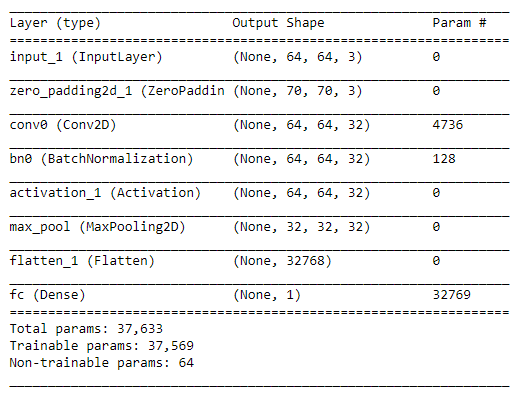 Layer (type) Output Shape Param #
input_1 (InputLayer) (None, 64, 64, 3) 0
zero_padding2d_1 (ZeroPaddin (None, 70, 70, 3) 0
conv0 (Conv2D) (None, 64, 64, 32) 4736
bn0 (BatchNormalization) (None, 64, 64, 32) 128
activation_1 (Activation) (None, 64, 64, 32) 0
max_pool (MaxPooling2D) (None, 32, 32, 32) 0
flatten_1 (Flatten) (None, 32768) 0
fc (Dense) (None, 1) 32769
Total params: 37,633
Trainable params: 37,569
Non-trainable params: 64